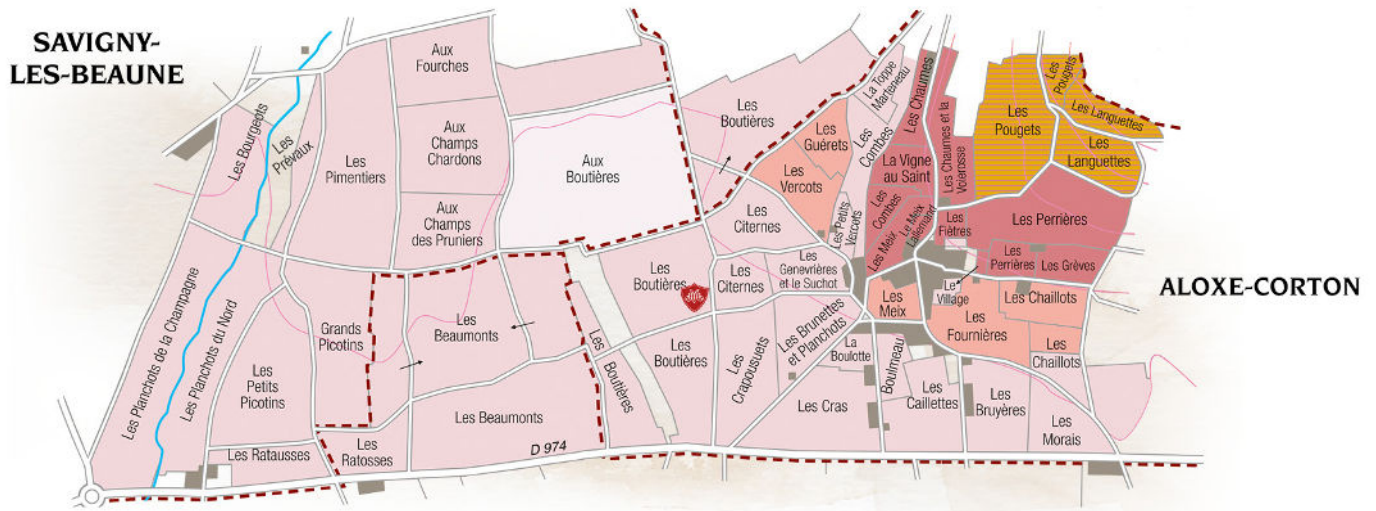 SAVIGNY-
LES-BEAUNE
Aux
Fourches
Les Bourgeots
Les
Prévaux
Les
Pimentiers
Aux
Champs
Chardons
Aux
Champs
des Pruniers
Aux
Boutières
Les
Boutières
La Toppe
Marteneau
Les
Guérets
Les
Vercots
Les
Combes
Les Chaumes
Les Chaumes et la
Voierosse
La Vigne
au Saint
Les
Pougets
Les
Pougets
Les Languettes
Les
Languettes
Les
Citernes
Les Petits
Vercots
Les
Combes
Le Meix
Lallemand
Les Meix
Les
Fiètres
Les Perrières
Les
Perrières
Les Grèves
ALOXE-CORTON
Les Planchots de la Champagne
Les Planchots du Nord
Grands
Picotins
Les
Petits
Picotins
Les Ratausses
Les
Ratosses
Les
Beaumonts
Les Beaumonts
D 974
Les
Boutières
Les
Boutières
Les
Boutières
Les
Citernes
Les
Genevrières
et le Suchot
Les
Crapousuets
Les Brunettes
et Planchots
La
Boulotte
Les Cras
Boulmeau
Les
Meix
Le
Village
Les
Fournières
Les Chaillots
Les
Chaillots
Les
Caillettes
Les
Bruyères
Les
Morais